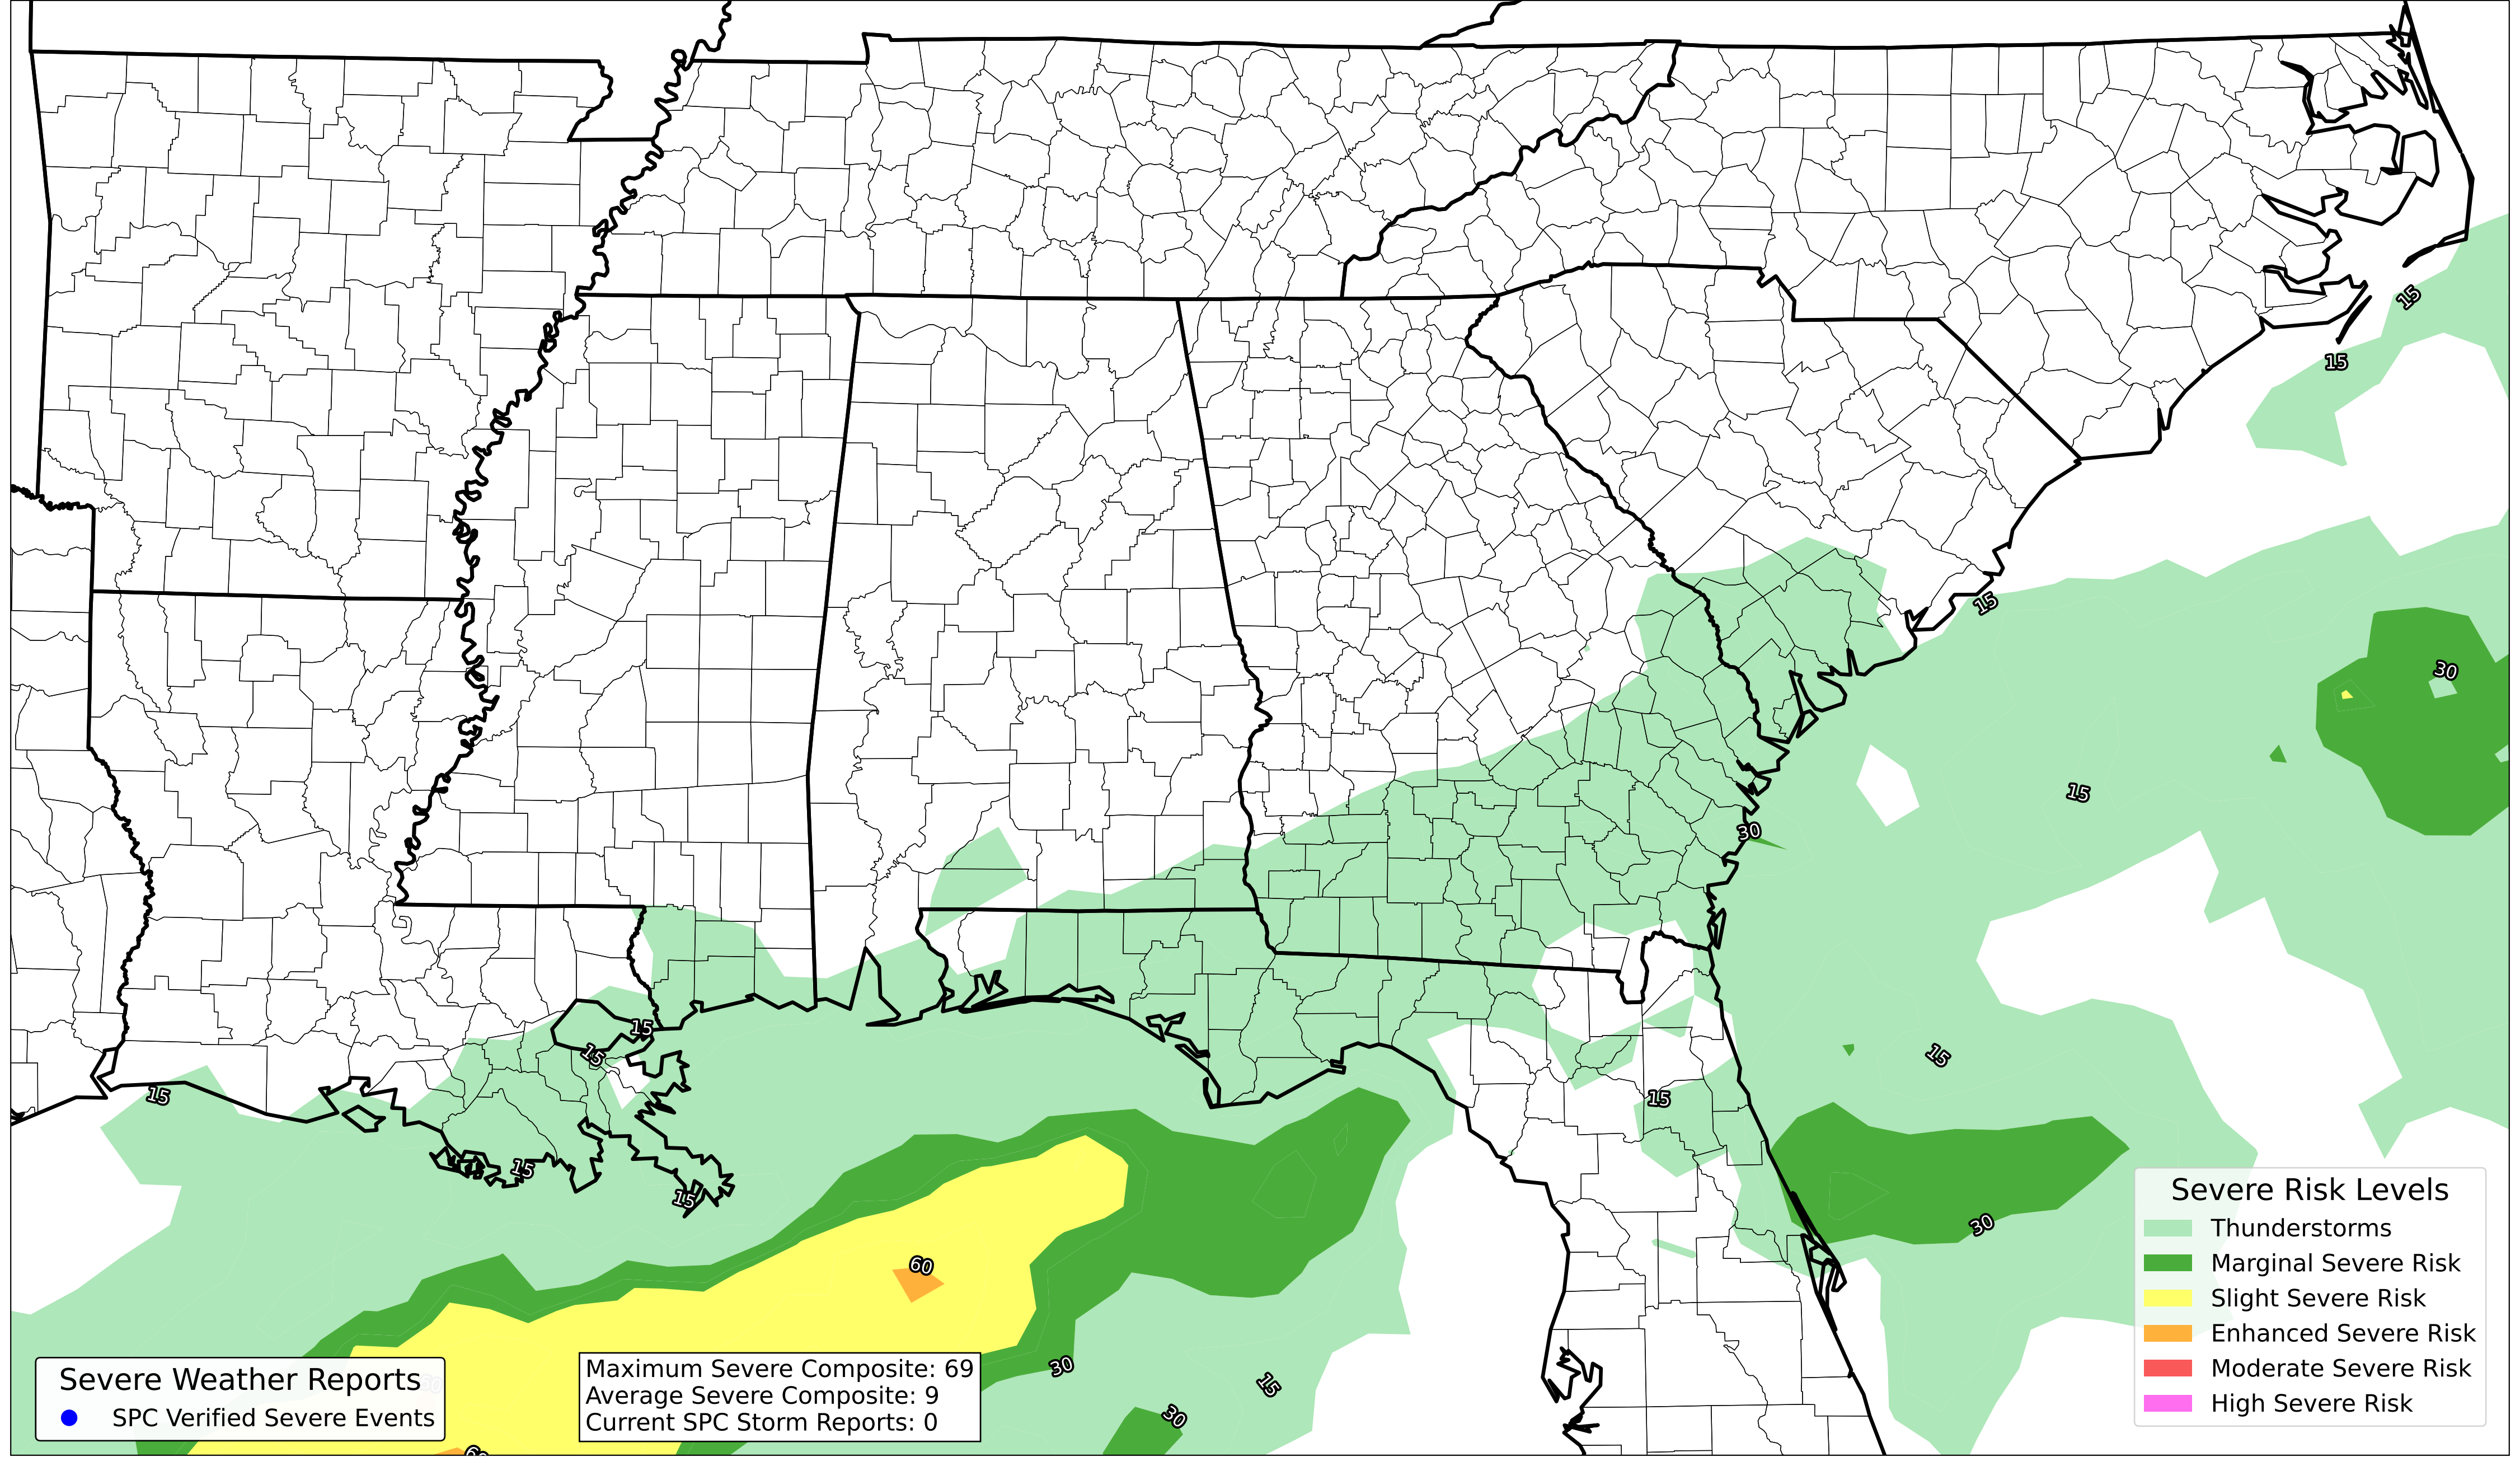 15
15
15
30
15
30
15
15
15
15
15
15
15
15
30
60
30
15
30
60
Severe Risk Levels
Thunderstorms
Marginal Severe Risk
Slight Severe Risk
Enhanced Severe Risk
Moderate Severe Risk
High Severe Risk
Severe Weather Reports
SPC Verified Severe Events
Maximum Severe Composite: 69
Average Severe Composite: 9
Current SPC Storm Reports: 0